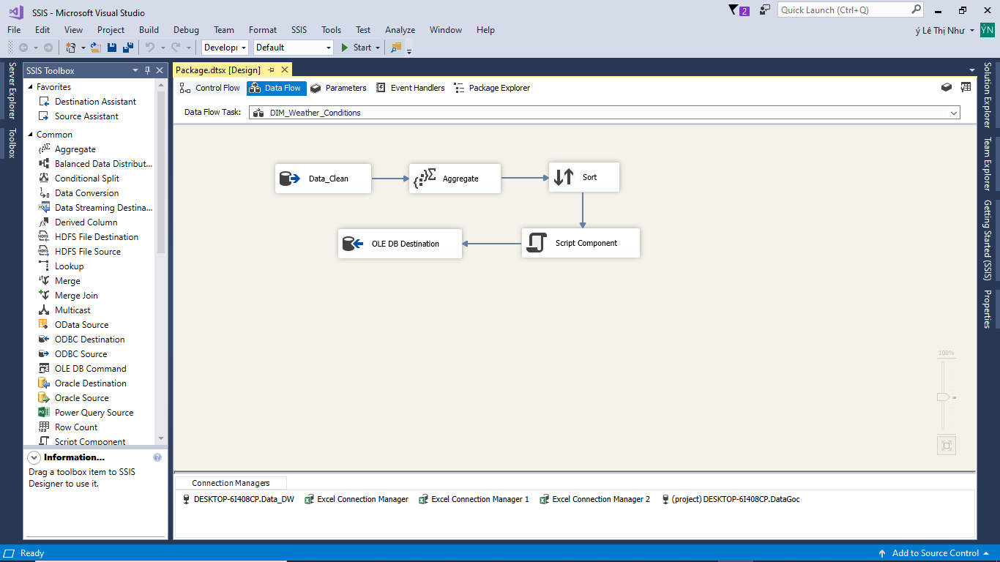 SSIS - Microsoft Visual Studio
2
Quick Launch (Ctrl+Q)
File Edit View Project Build Debug Team Format SSIS Tools Test Analyze Window Help
ý Lê Thị Như
ÝN
Develop Default Start
Server Explorer
Toolbox
SSIS Toolbox
Favorites
Destination Assistant
Source Assistant
Common
Aggregate
Balanced Data Distribut...
Conditional Split
Data Conversion
Data Streaming Destina...
Derived Column
HDFS File Destination
HDFS File Source
Lookup
Merge
Merge Join
Multicast
OData Source
ODBC Destination
ODBC Source
OLE DB Command
Oracle Destination
Oracle Source
Power Query Source
Row Count
Script Component
Information...
Drag a toolbox item to SSIS
Designer to use it.
Package.dtsx [Design]
Control Flow Data Flow Parameters Event Handlers Package Explorer
Data Flow Task: DIM_Weather_Conditions
Data_Clean
Aggregate
Sort
Script Component
OLE DB Destination
100%
Connection Managers
DESKTOP-6I408CP.Data_DW Excel Connection Manager Excel Connection Manager 1 Excel Connection Manager 2 (project) DESKTOP-6I408CP.DataGoc
Solution Explorer
Team Explorer
Getting Started (SSIS)
Properties
Ready
Add to Source Control